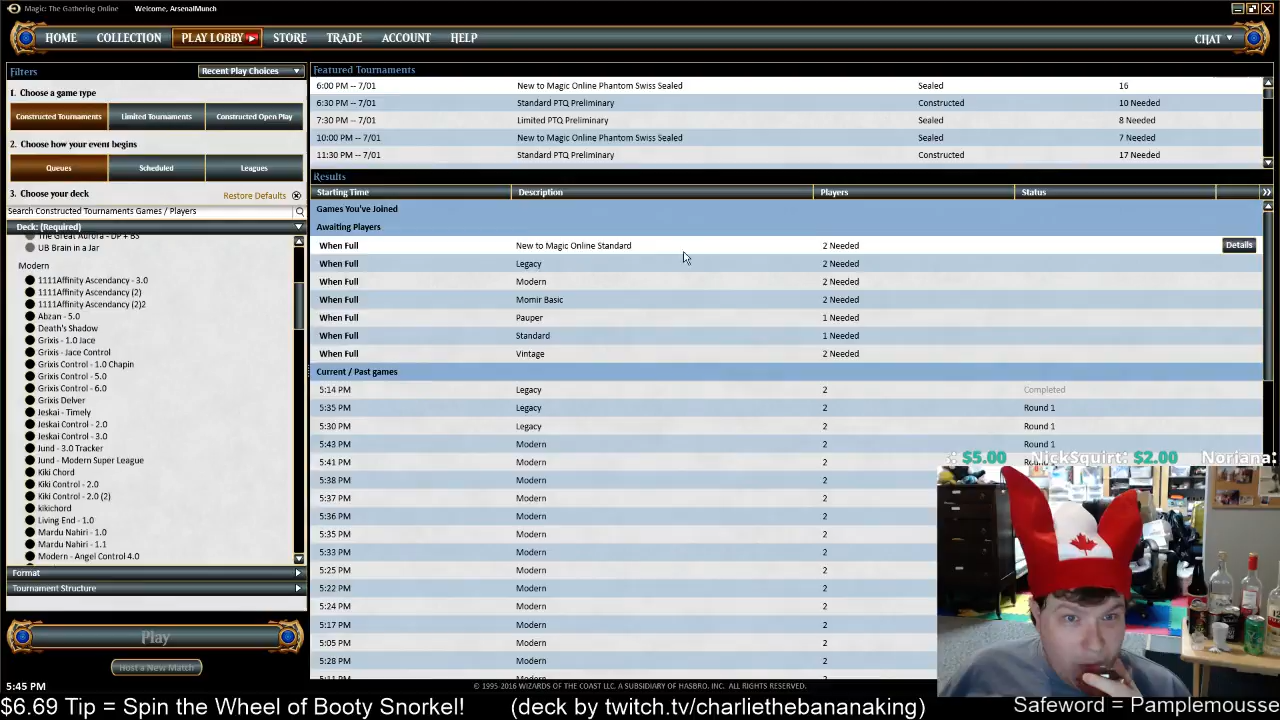 Magic: The Gathering Online
Welcome, ArsenalMunch
HOME COLLECTION PLAY LOBBY STORE TRADE ACCOUNT HELP CHAT
Filters
Recent Play Choices
1. Choose a game type
Constructed Tournaments Limited Tournaments Constructed Open Play
2. Choose how your event begins
Queues Scheduled Leagues
3. Choose your deck
Restore Defaults
Search Constructed Tournaments Games / Players
Deck: (Required)
The Great Aurora - DP + BS
UB Brain in a Jar
Modern
1111Affinity Ascendancy - 3.0
1111Affinity Ascendancy (2)
1111Affinity Ascendancy (2)2
Abzan - 5.0
Death's Shadow
Grixis - 1.0 Jace
Grixis - Jace Control
Grixis Control - 1.0 Chapin
Grixis Control - 5.0
Grixis Control - 6.0
Grixis Delver
Jeskai - Timely
Jeskai Control - 2.0
Jeskai Control - 3.0
Jund - 3.0 Tracker
Jund - Modern Super League
Kiki Chord
Kiki Control - 2.0
Kiki Control - 2.0 (2)
kikichord
Living End - 1.0
Mardu Nahiri - 1.0
Mardu Nahiri - 1.1
Modern - Angel Control 4.0
Format
Tournament Structure
Play
Host a New Match
5:45 PM
Featured Tournaments
6:00 PM -- 7/01 New to Magic Online Phantom Swiss Sealed Sealed 16
6:30 PM -- 7/01 Standard PTQ Preliminary Constructed 10 Needed
7:30 PM -- 7/01 Limited PTQ Preliminary Sealed 8 Needed
10:00 PM -- 7/01 New to Magic Online Phantom Swiss Sealed Sealed 7 Needed
11:30 PM -- 7/01 Standard PTQ Preliminary Constructed 17 Needed
Results
Starting Time Description Players Status
Games You've Joined
Awaiting Players
When Full New to Magic Online Standard 2 Needed Details
When Full Legacy 2 Needed
When Full Modern 2 Needed
When Full Momir Basic 2 Needed
When Full Pauper 1 Needed
When Full Standard 1 Needed
When Full Vintage 2 Needed
Current / Past games
5:14 PM Legacy 2 Completed
5:35 PM Legacy 2 Round 1
5:30 PM Legacy 2 Round 1
5:43 PM Modern 2 Round 1
5:41 PM Modern 2
5:38 PM Modern 2
5:37 PM Modern 2
5:36 PM Modern 2
5:35 PM Modern 2
5:33 PM Modern 2
5:25 PM Modern 2
5:22 PM Modern 2
5:24 PM Modern 2
5:17 PM Modern 2
5:05 PM Modern 2
5:28 PM Modern 2
: $5.00 NickSquirt: $2.00 Noriana:
© 1995-2016 WIZARDS OF THE COAST LLC. A SUBSIDIARY OF HASBRO, INC. ALL RIGHTS RESERVED.
$6.69 Tip = Spin the Wheel of Booty Snorkel! (deck by twitch.tv/charliethebananaking) Safeword = Pamplemousse